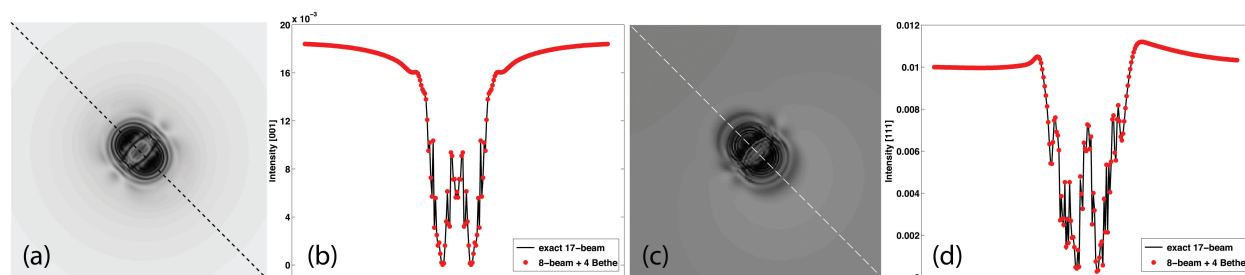 (a)
20 x 10⁻³
16
12
8
4
0
Intensity [001]
(b)
exact 17−beam
8−beam + 4 Bethe
(c)
0.012
0.01
0.008
0.006
0.004
0.002
Intensity [111]
(d)
exact 17−beam
8−beam + 4 Bethe